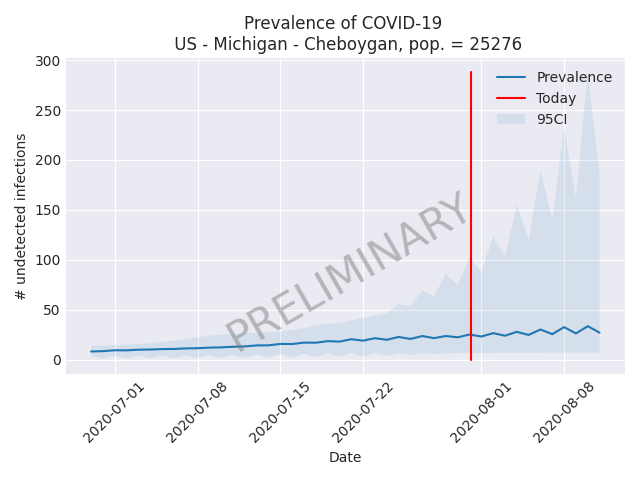 Prevalence of COVID-19
US - Michigan - Cheboygan, pop. = 25276
300
250
200
150
100
50
0
# undetected infections
Prevalence
Today
95CI
PRELIMINARY
2020-07-01
2020-07-08
2020-07-15
2020-07-22
2020-08-01
2020-08-08
Date